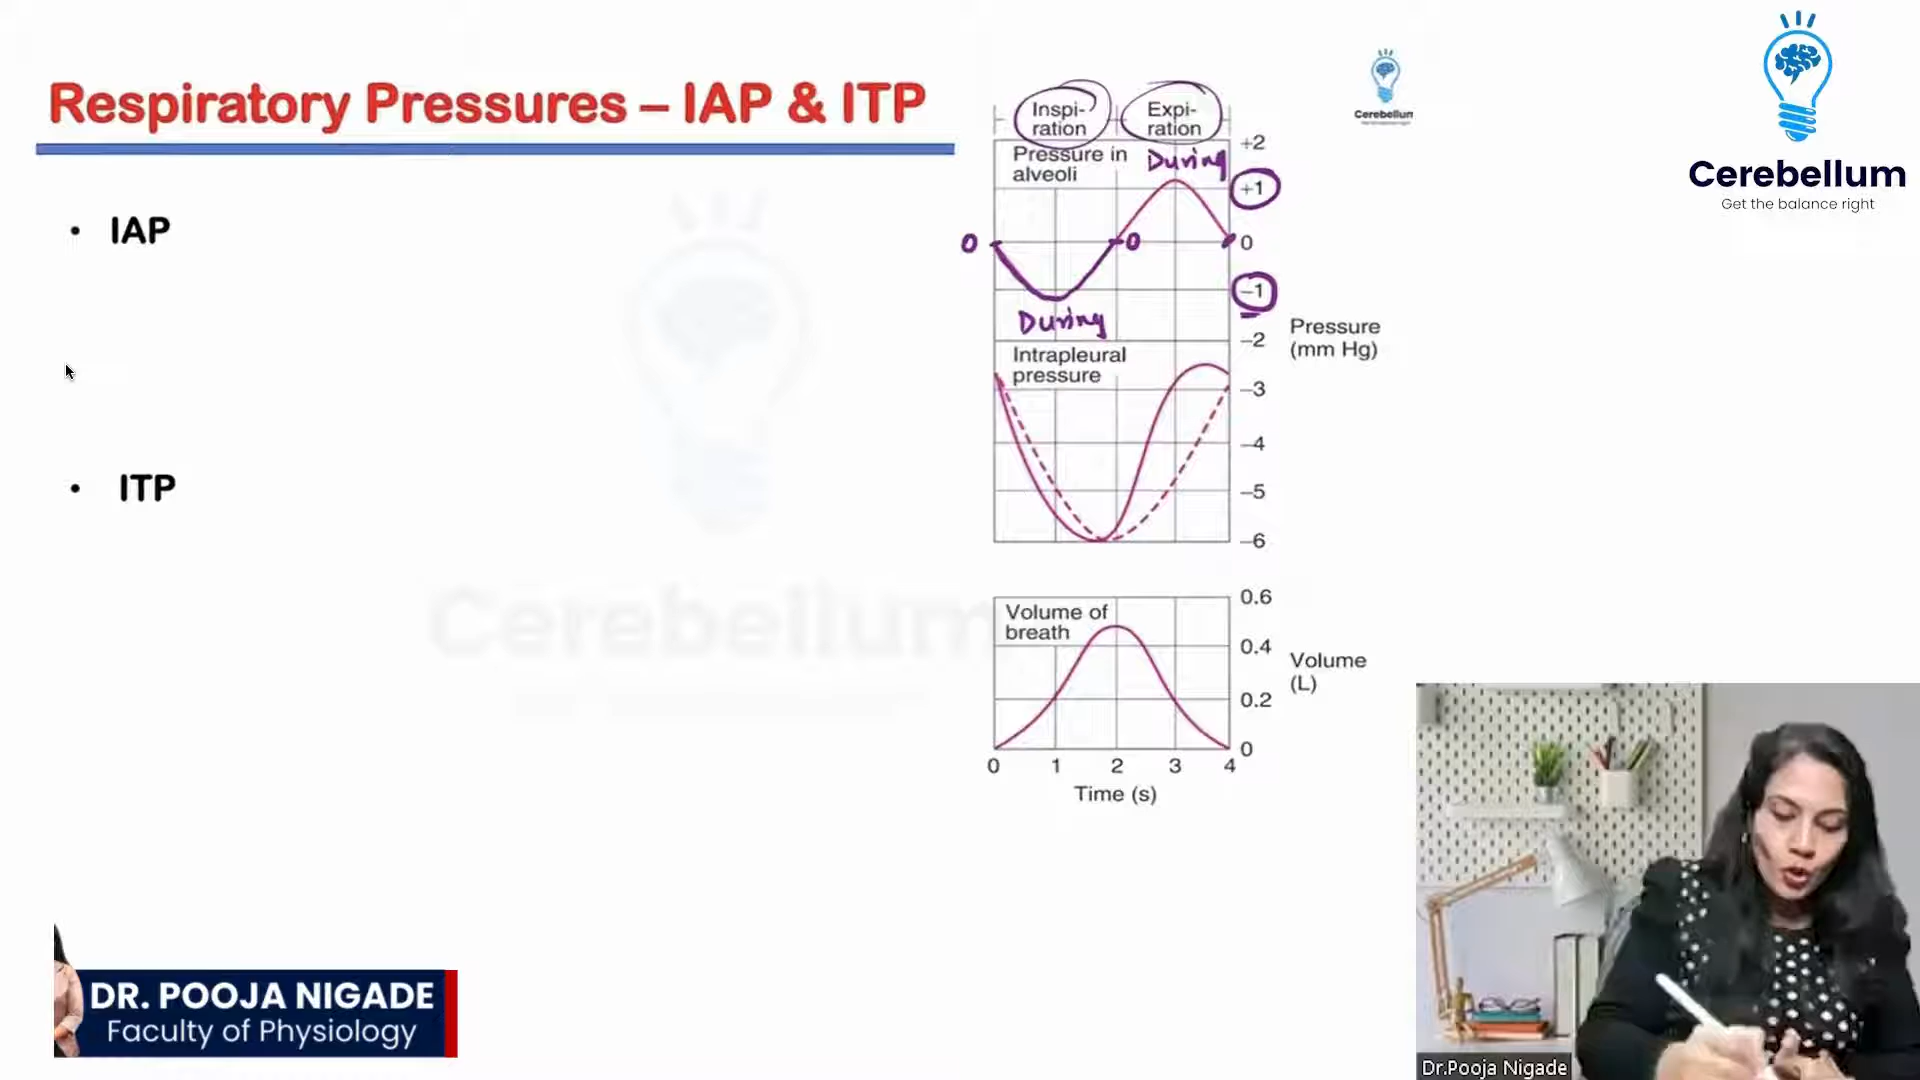 Respiratory Pressures – IAP & ITP
• IAP
• ITP
Inspi-
ration
Expi-
ration
Pressure in
alveoli
During
During
0
0
+2
+1
0
–1
–2
–3
–4
–5
–6
Pressure
(mm Hg)
Intrapleural
pressure
Volume of
breath
0.6
0.4
0.2
0
Volume
(L)
0 1 2 3 4
Time (s)
Cerebellum
Cerebellum
Get the balance right
Cerebellum
DR. POOJA NIGADE
Faculty of Physiology
Dr.Pooja Nigade